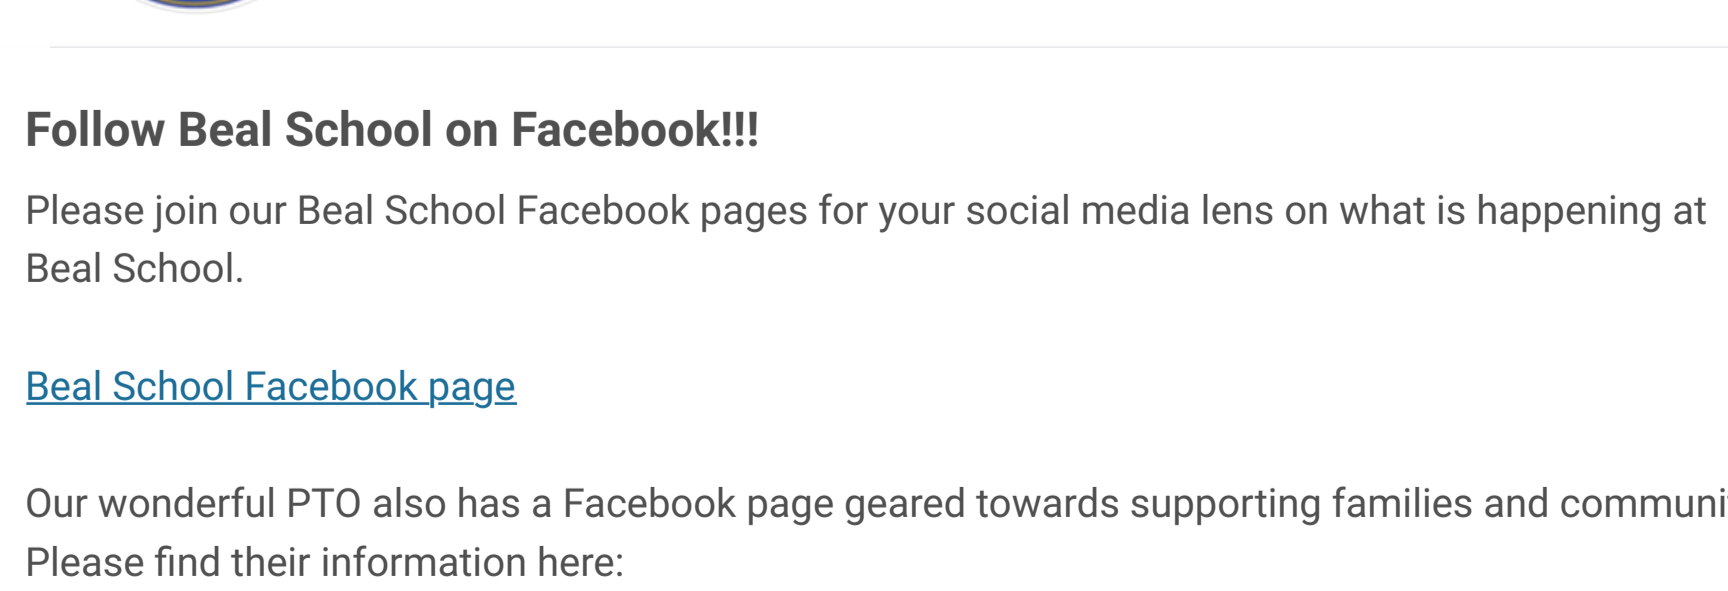 Follow Beal School on Facebook!!!
Please join our Beal School Facebook pages for your social media lens on what is happening at
Beal School.
Beal School Facebook page
Our wonderful PTO also has a Facebook page geared towards supporting families and
Please find their information here: